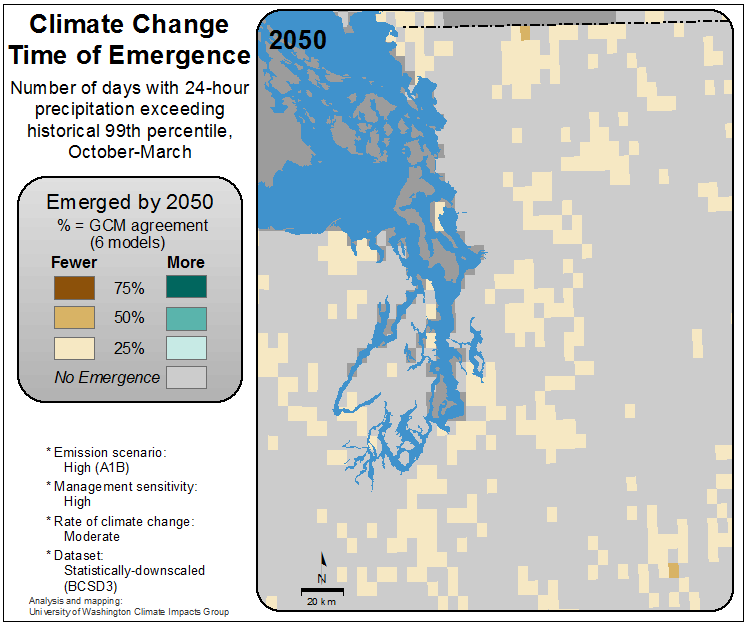 Climate Change
Time of Emergence
Number of days with 24-hour
precipitation exceeding
historical 99th percentile,
October-March
Emerged by 2050
% = GCM agreement
(6 models)
Fewer More
75%
50%
25%
No Emergence
* Emission scenario:
High (A1B)
* Management sensitivity:
High
* Rate of climate change:
Moderate
* Dataset:
Statistically-downscaled
(BCSD3)
Analysis and mapping:
University of Washington Climate Impacts Group
2050
N
20 km